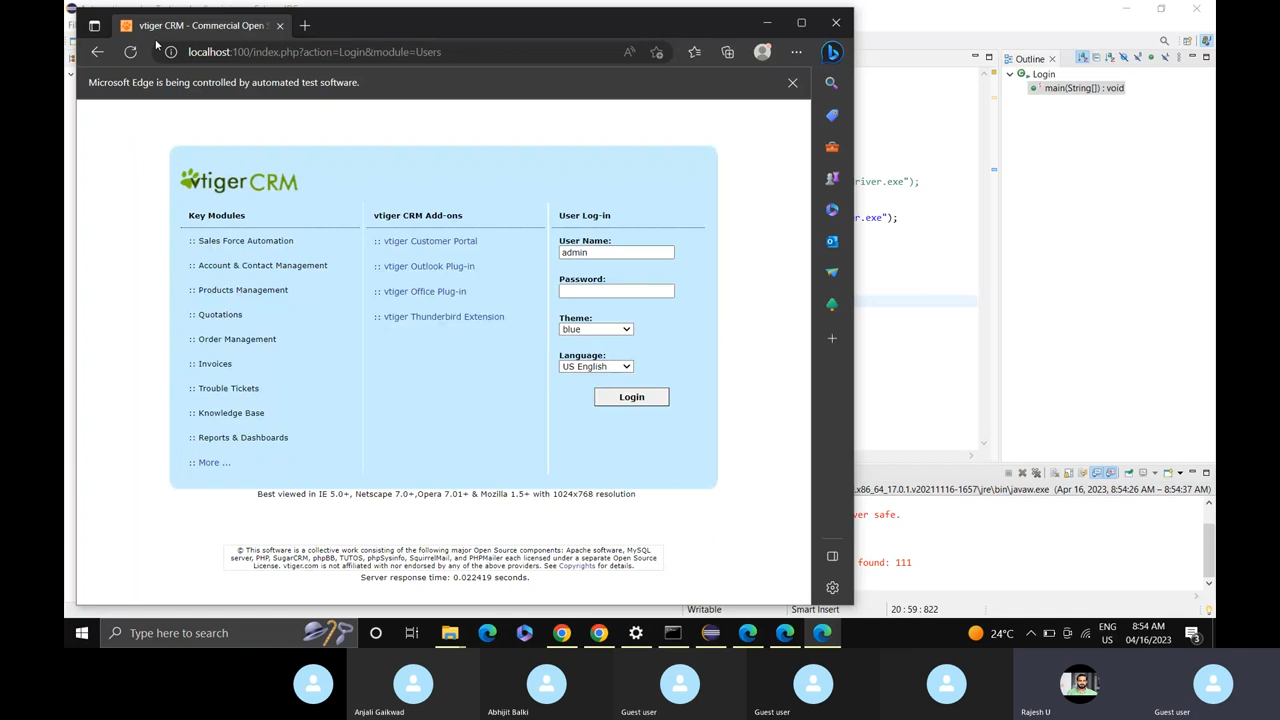 vtiger CRM - Commercial Open
localhost:100/index.php?action=Login&module=Users
Microsoft Edge is being controlled by automated test software.
vtiger CRM
Key Modules
:: Sales Force Automation
:: Account & Contact Management
:: Products Management
:: Quotations
:: Order Management
:: Invoices
:: Trouble Tickets
:: Knowledge Base
:: Reports & Dashboards
:: More ...
vtiger CRM Add-ons
:: vtiger Customer Portal
:: vtiger Outlook Plug-in
:: vtiger Office Plug-in
:: vtiger Thunderbird Extension
User Log-in
User Name:
admin
Password:
Theme:
blue
Language:
US English
Login
Best viewed in IE 5.0+, Netscape 7.0+,Opera 7.01+ & Mozilla 1.5+ with 1024x768 resolution
© This software is a collective work consisting of the following major Open Source components: Apache software, MySQL
server, PHP, SugarCRM, phpBB, TUTOS, phpSysinfo, SquirrelMail, and PHPMailer each licensed under a separate Open Source
License. vtiger.com is not affiliated with nor endorsed by any of the above providers. See Copyrights for details.
Server response time: 0.022419 seconds.
Outline
Login
main(String[]) : void
river.exe");
r.exe");
.x86_64_17.0.1.v20211116-1657\jre\bin\javaw.exe (Apr 16, 2023, 8:54:26 AM – 8:54:37 AM)
ver safe.
found: 111
Writable
Smart Insert
20 : 59 : 822
Type here to search
24°C
ENG
US
8:54 AM
04/16/2023
3
Anjali Gaikwad
Abhijit Balki
Guest user
Guest user
Rajesh U
Guest user